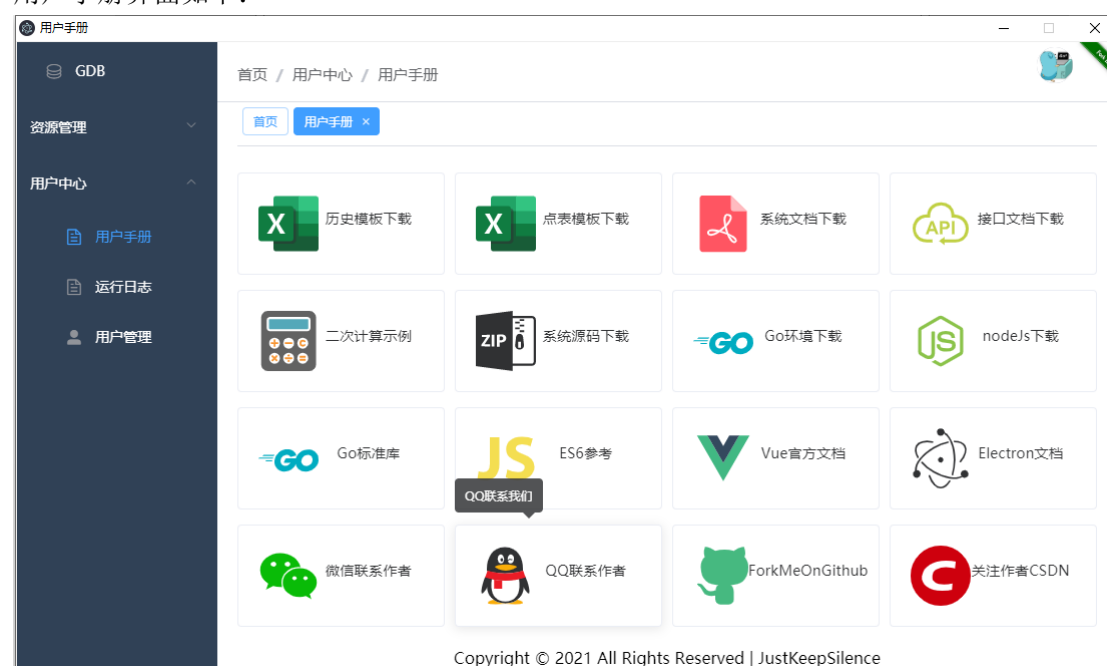 用户手册
GDB
首页 / 用户中心 / 用户手册
资源管理
首页 用户手册 ×
用户中心
用户手册
运行日志
用户管理
历史模板下载
点表模板下载
系统文档下载
API
接口文档下载
二次计算示例
ZIP
系统源码下载
GO
Go环境下载
JS
nodeJs下载
GO
Go标准库
JS
ES6参考
Vue官方文档
Electron文档
QQ联系我们
微信联系作者
QQ联系作者
ForkMeOnGithub
C
关注作者CSDN
Copyright © 2021 All Rights Reserved | JustKeepSilence